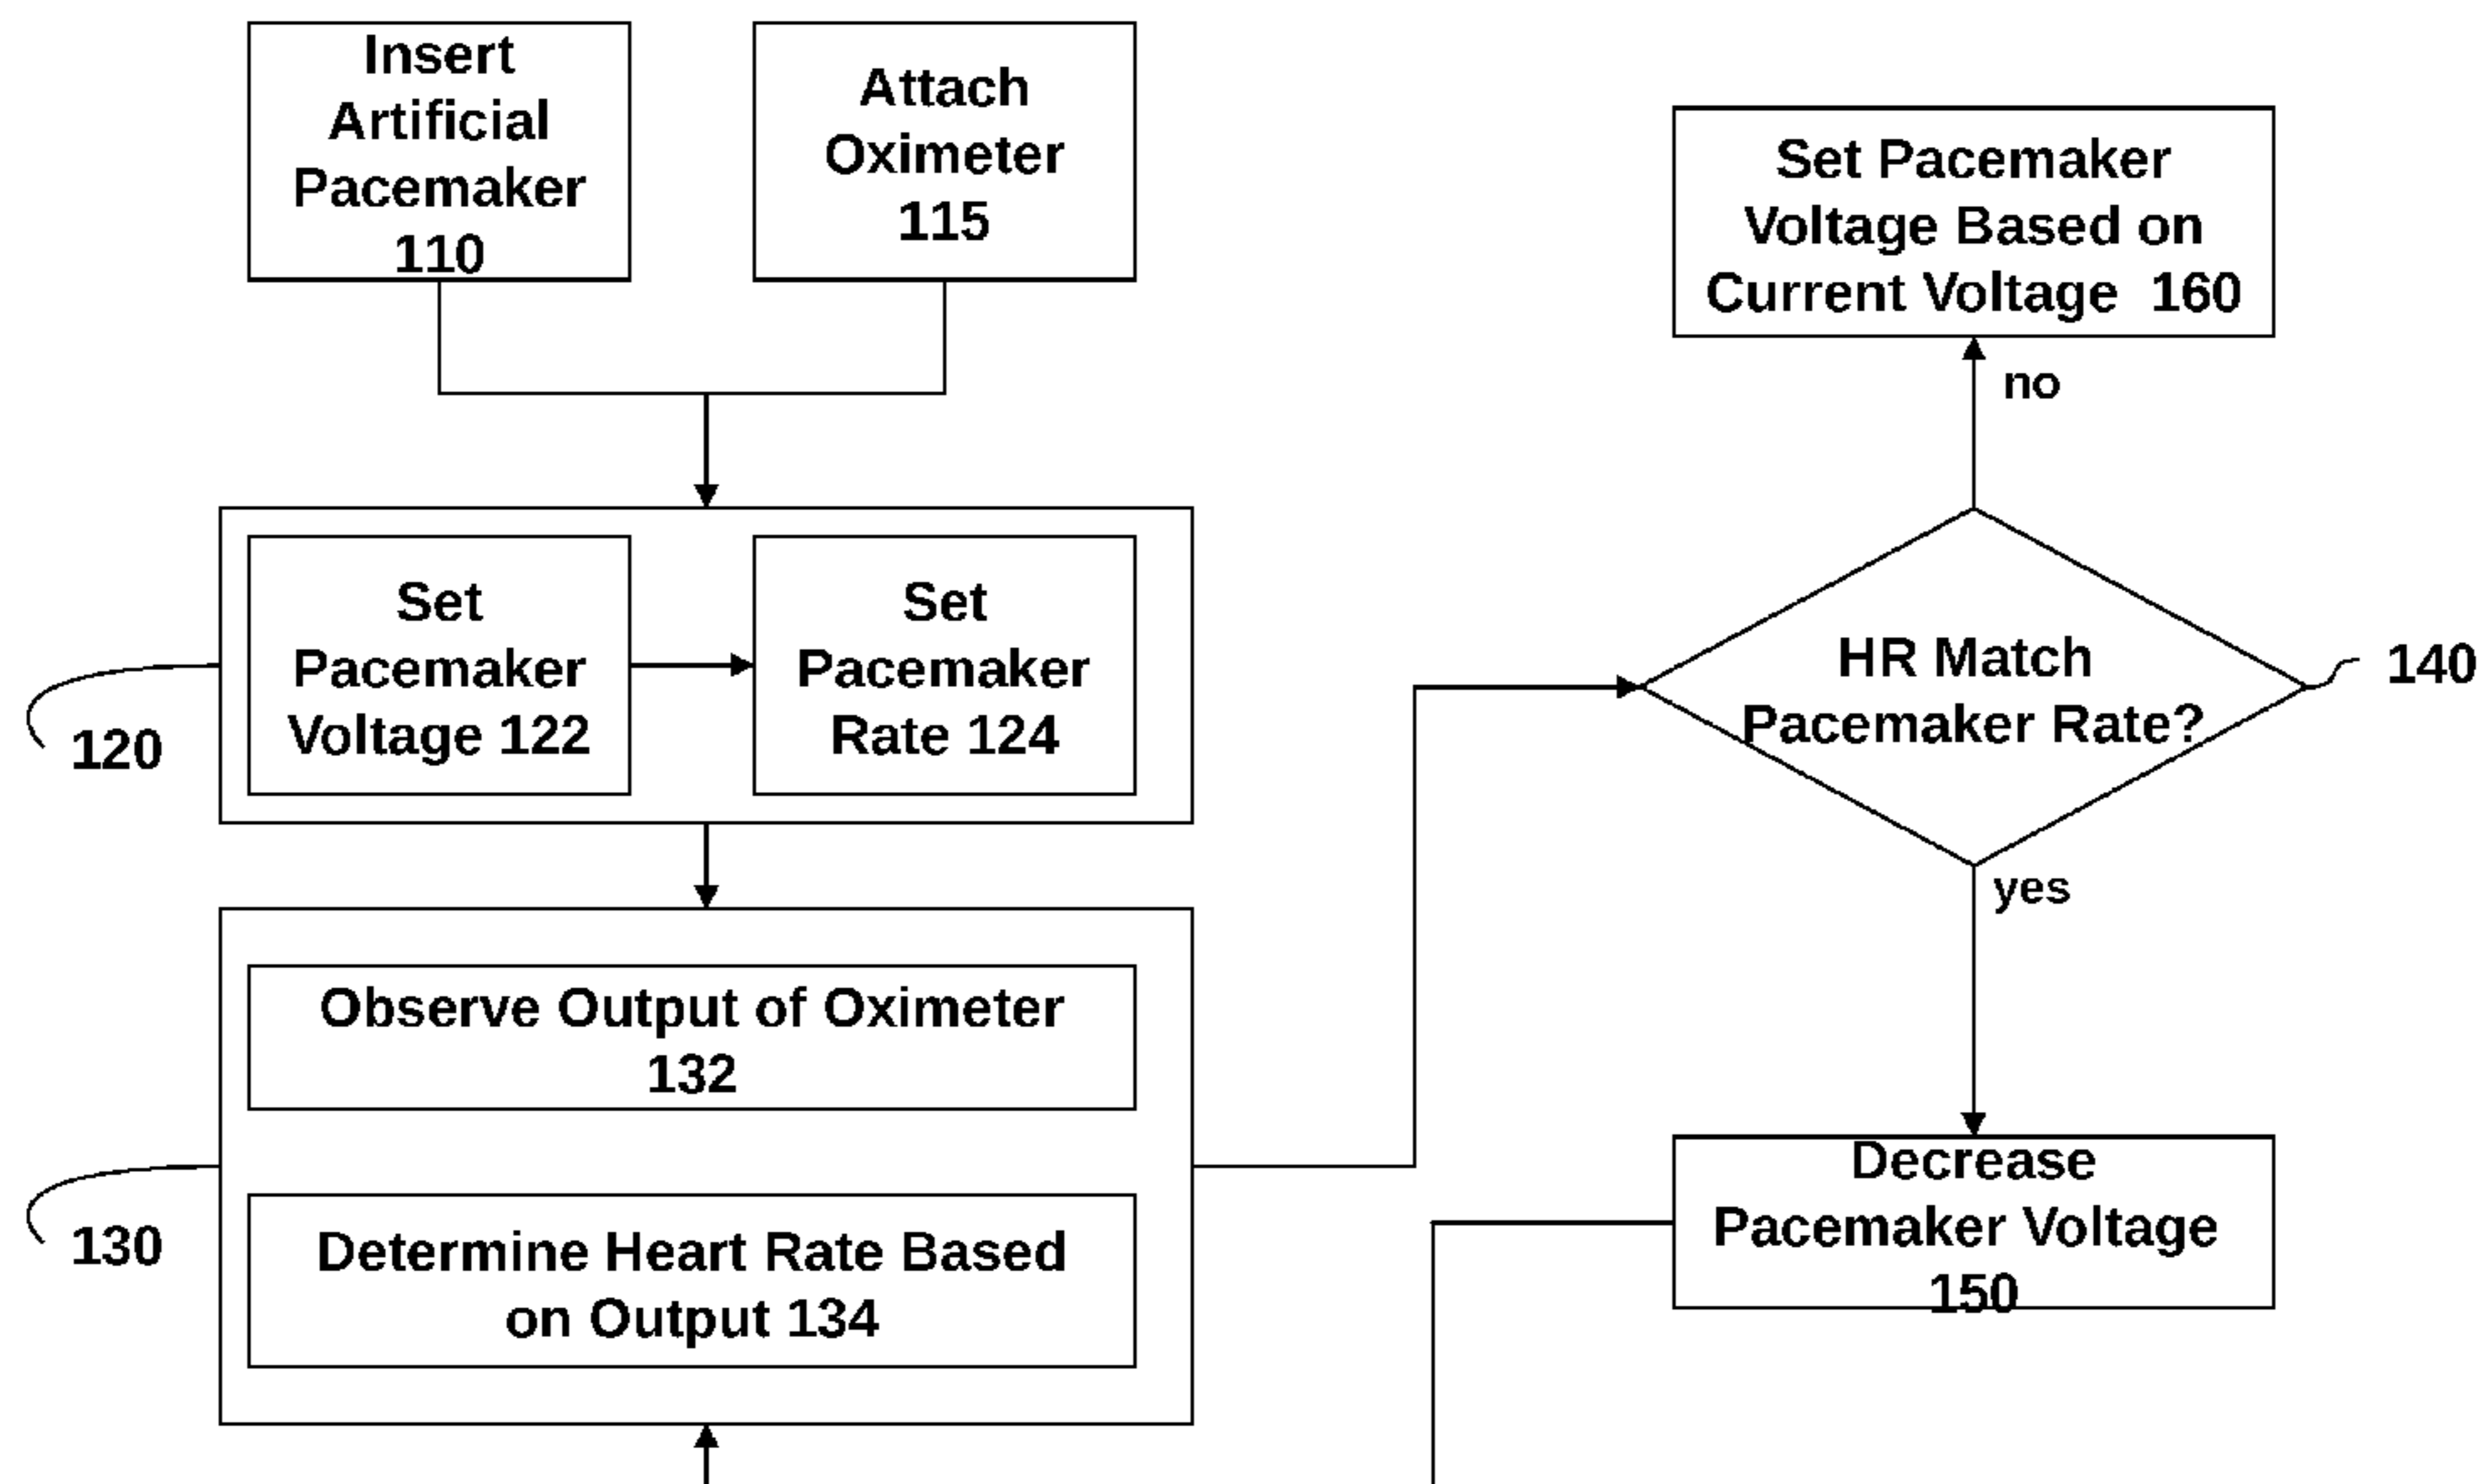 Insert
Artificial
Pacemaker
110
Attach
Oximeter
115
Set
Pacemaker
Voltage 122
Set
Pacemaker
Rate 124
120
Observe Output of Oximeter
132
Determine Heart Rate Based
on Output 134
130
Set Pacemaker
Voltage Based on
Current Voltage 160
no
HR Match
Pacemaker Rate?
140
yes
Decrease
Pacemaker Voltage
150